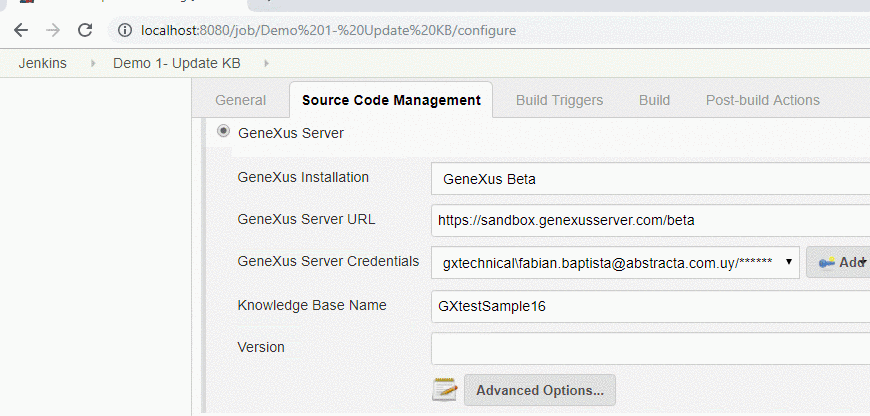 localhost:8080/job/Demo%201-%20Update%20KB/configure
Jenkins Demo 1- Update KB
General Source Code Management Build Triggers Build Post-build Actions
GeneXus Server
GeneXus Installation GeneXus Beta
GeneXus Server URL https://sandbox.genexusserver.com/beta
GeneXus Server Credentials gxtechnical\fabian.baptista@abstracta.com.uy/****** Add
Knowledge Base Name GXtestSample16
Version
Advanced Options...